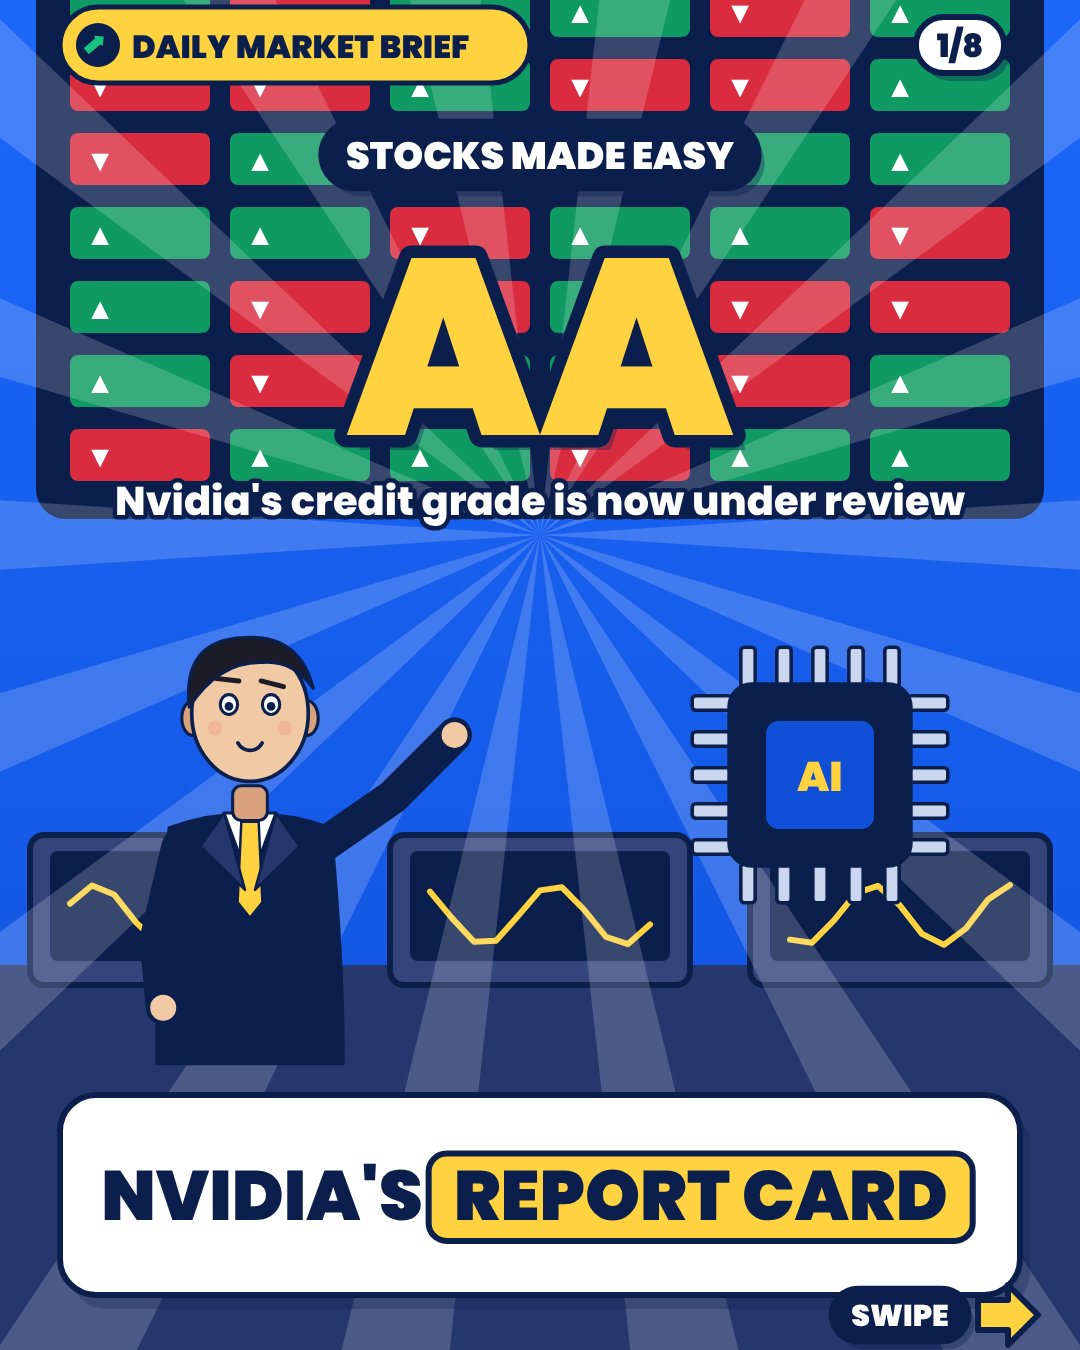 DAILY MARKET BRIEF
1/8
STOCKS MADE EASY
AA
Nvidia's credit grade is now under review
AI
NVIDIA'S REPORT CARD
SWIPE